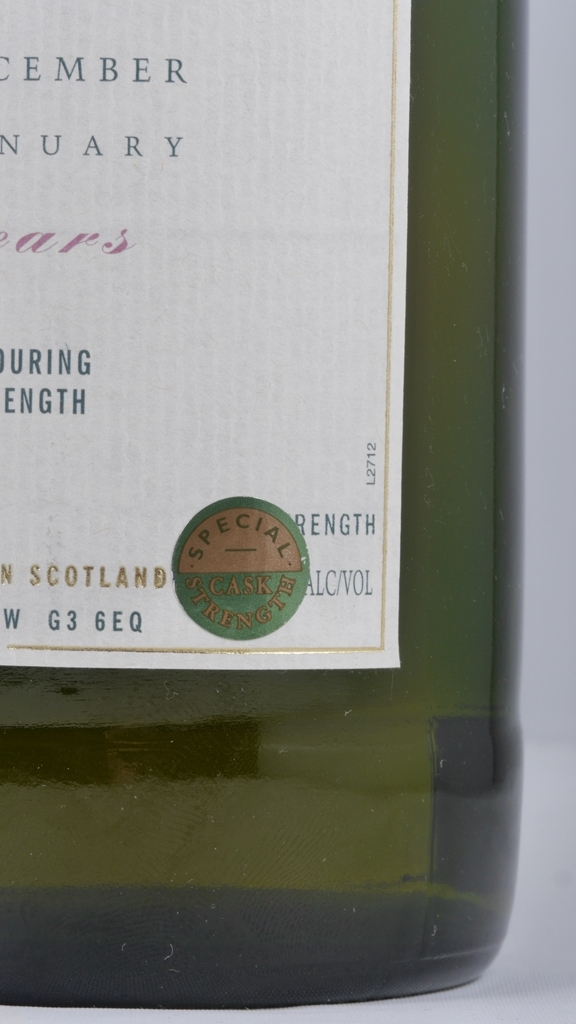 CEMBER
NUARY
ears
OURING
ENGTH
L2712
RENGTH
SPECIAL
CASK
STRENGTH
N SCOTLAND
ALC/VOL
W G3 6EQ